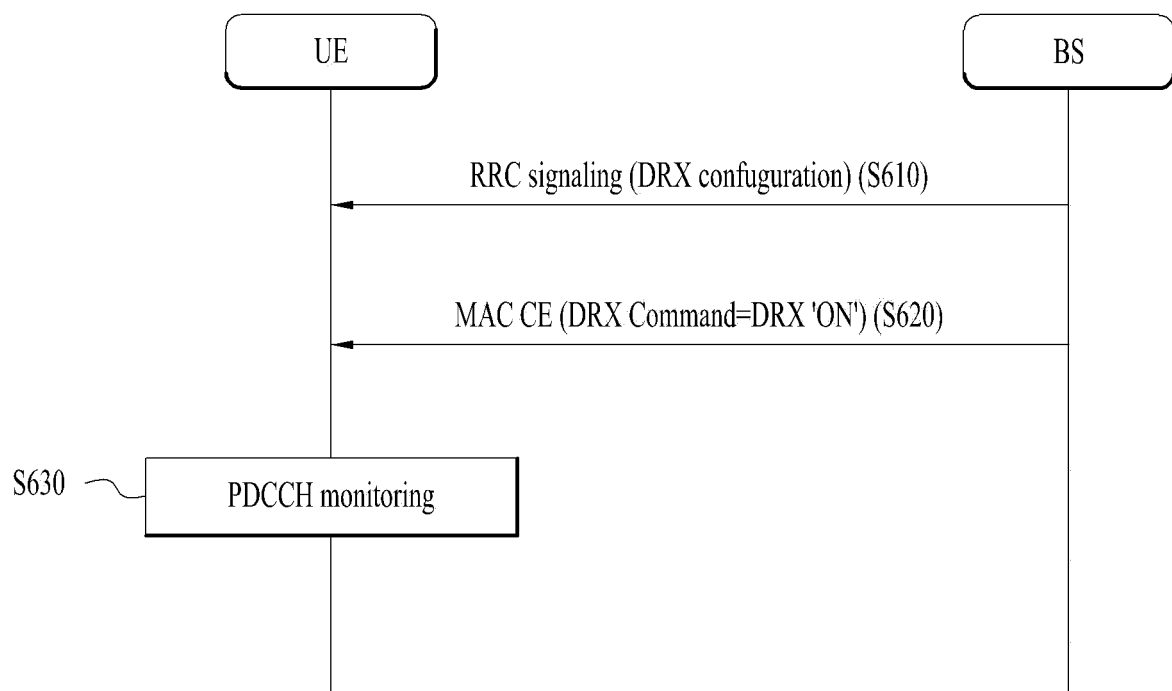 UE
BS
RRC signaling (DRX confuguration) (S610)
MAC CE (DRX Command=DRX 'ON') (S620)
S630
PDCCH monitoring